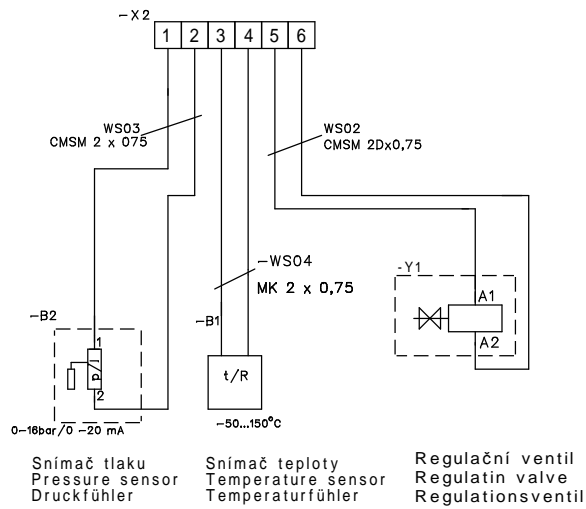 -X2
1 2 3 4 5 6
WS03
CMSM 2 x 075
WS02
CMSM 2Dx0,75
-WS04
MK 2 x 0,75
-Y1
A1
A2
-B2
-B1
1
p I
2
t/R
0-16bar/0 -20 mA
-50...150°C
Snímač tlaku
Pressure sensor
Druckfühler
Snímač teploty
Temperature sensor
Temperaturfühler
Regulační ventil
Regulatin valve
Regulationsventil